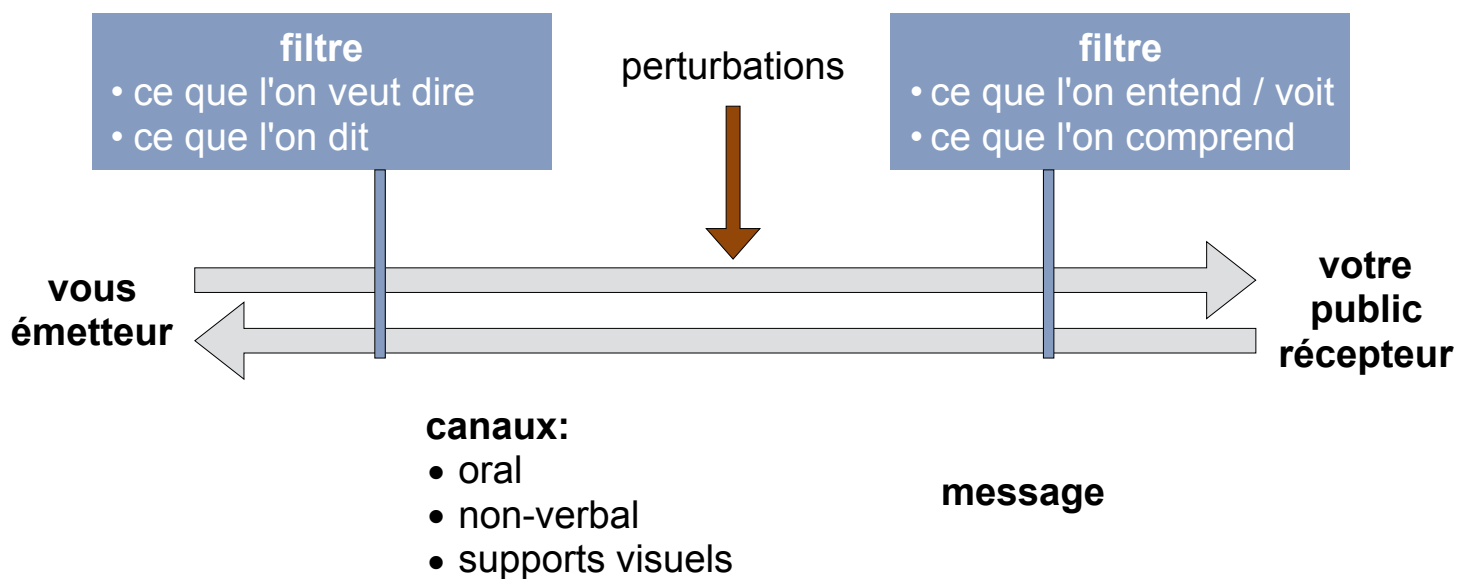 filtre
• ce que l'on veut dire
• ce que l'on dit
perturbations
filtre
• ce que l'on entend / voit
• ce que l'on comprend
vous
émetteur
votre
public
récepteur
canaux:
• oral
• non-verbal
• supports visuels
message